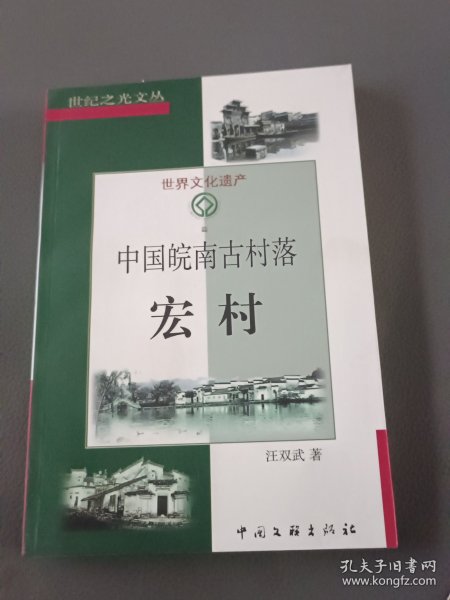 世纪之光文丛
世界文化遗产
中国皖南古村落
宏村
汪双武 著
中国文联出版社
孔夫子旧书网
www.kongfz.com